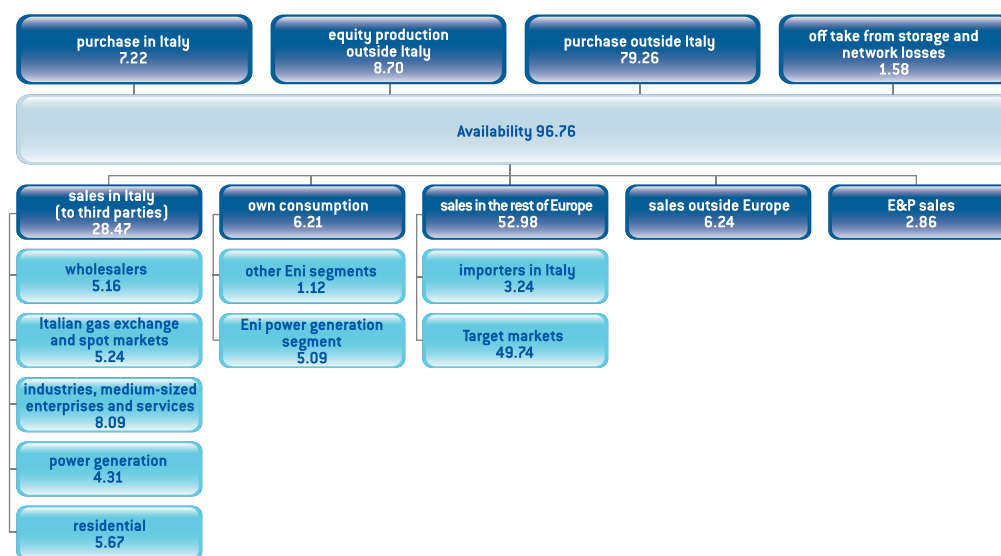 purchase in Italy
7.22
equity production
outside Italy
8.70
purchase outside Italy
79.26
off take from storage and
network losses
1.58
Availability 96.76
sales in Italy
(to third parties)
28.47
own consumption
6.21
sales in the rest of Europe
52.98
sales outside Europe
6.24
E&P sales
2.86
wholesalers
5.16
other Eni segments
1.12
importers in Italy
3.24
Italian gas exchange
and spot markets
5.24
Eni power generation
segment
5.09
Target markets
49.74
industries, medium-sized
enterprises and services
8.09
power generation
4.31
residential
5.67